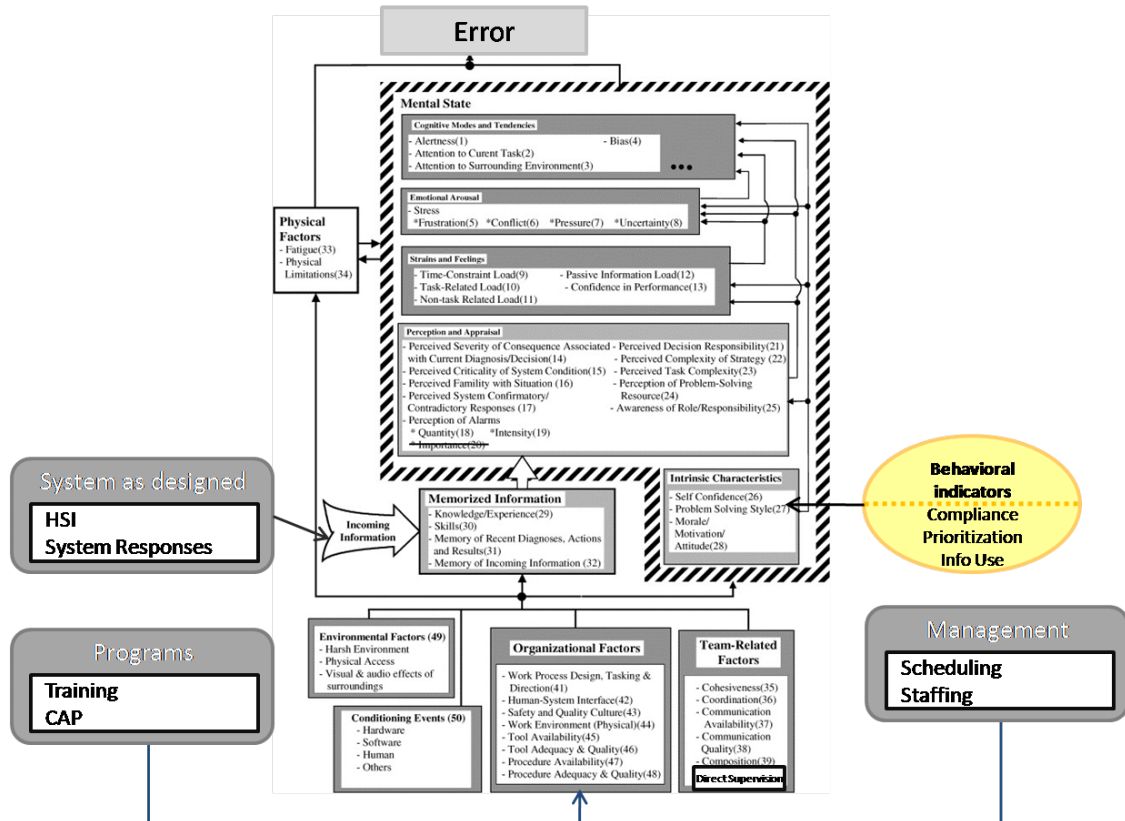 Error
Mental State
Cognitive Modes and Tendencies
- Alertness(1)
- Bias(4)
- Attention to Curent Task(2)
- Attention to Surrounding Environment(3)
...
Emotional Arousal
- Stress
*Frustration(5) *Conflict(6) *Pressure(7) *Uncertainty(8)
Physical
Factors
- Fatigue(33)
- Physical
Limitations(34)
Strains and Feelings
- Time-Constraint Load(9)
- Task-Related Load(10)
- Non-task Related Load(11)
- Passive Information Load(12)
- Confidence in Performance(13)
Perception and Appraisal
- Perceived Severity of Consequence Associated
with Current Diagnosis/Decision(14)
- Perceived Criticality of System Condition(15)
- Perceived Famility with Situation (16)
- Perceived System Confirmatory/
Contradictory Responses (17)
- Perception of Alarms
* Quantity(18) *Intensity(19)
* Importance(20)
- Perceived Decision Responsibility(21)
- Perceived Complexity of Strategy (22)
- Perceived Task Complexity(23)
- Perception of Problem-Solving
Resource(24)
- Awareness of Role/Responsibility(25)
System as designed
HSI
System Responses
Incoming
Information
Memorized Information
- Knowledge/Experience(29)
- Skills(30)
- Memory of Recent Diagnoses, Actions
and Results(31)
- Memory of Incoming Information (32)
Intrinsic Characteristics
- Self Confidence(26)
- Problem Solving Style(27)
- Morale/
Motivation/
Attitude(28)
Behavioral
indicators
Compliance
Prioritization
Info Use
Programs
Training
CAP
Environmental Factors (49)
- Harsh Environment
- Physical Access
- Visual & audio effects of
surroundings
Conditioning Events (50)
- Hardware
- Software
- Human
- Others
Organizational Factors
- Work Process Design, Tasking &
Direction(41)
- Human-System Interface(42)
- Safety and Quality Culture(43)
- Work Environment (Physical)(44)
- Tool Availability(45)
- Tool Adequacy & Quality(46)
- Procedure Availability(47)
- Procedure Adequacy & Quality(48)
Team-Related
Factors
- Cohesiveness(35)
- Coordination(36)
- Communication
Availability(37)
- Communication
Quality(38)
- Composition(39)
Direct Supervision
Management
Scheduling
Staffing